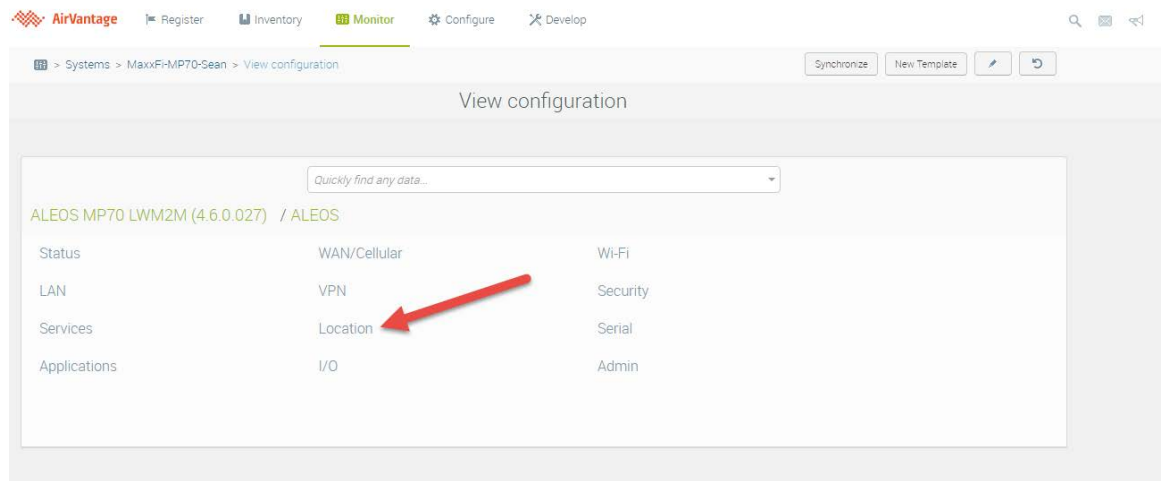 AirVantage Register Inventory Monitor Configure Develop
> Systems > MaxxFi-MP70-Sean > View configuration Synchronize New Template
View configuration
Quickly find any data...
ALEOS MP70 LWM2M (4.6.0.027) / ALEOS
Status WAN/Cellular Wi-Fi
LAN VPN Security
Services Location Serial
Applications I/O Admin